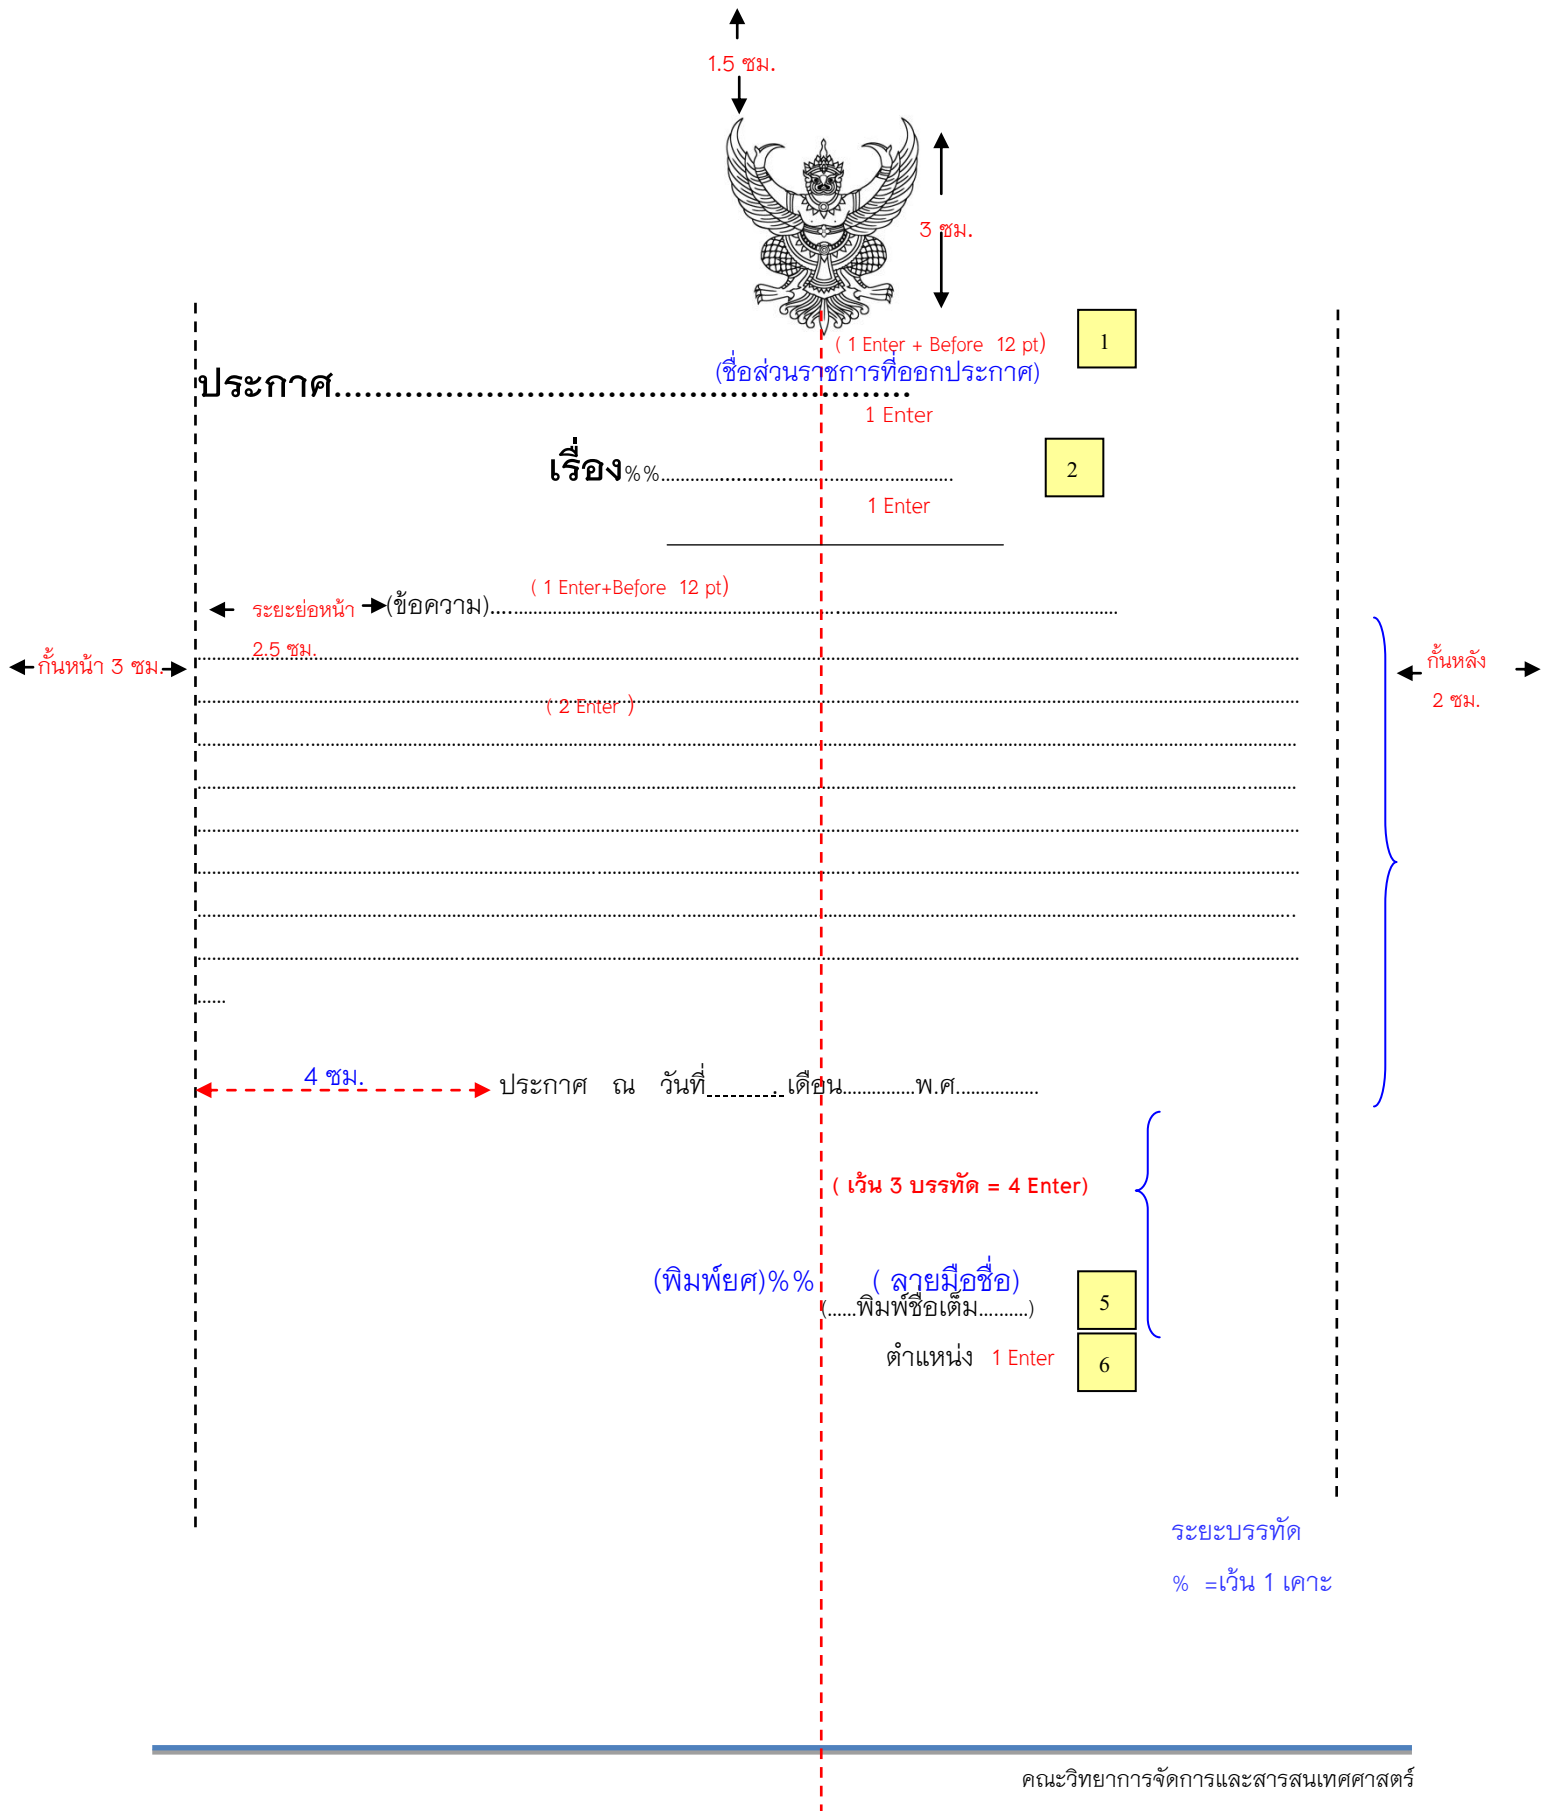 1.5 ซม.
3 ซม.
( 1 Enter + Before 12 pt) 1
(ชื่อส่วนราชการที่ออกประกาศ)
ประกาศ.........................................................
1 Enter
เรื่อง%%............................................................ 2
1 Enter
( 1 Enter+Before 12 pt)
ระยะย่อหน้า (ข้อความ)..............................................................................................................
2.5 ซม.
กั้นหน้า 3 ซม.
กั้นหลัง
2 ซม.
( 2 Enter )
......
4 ซม.
ประกาศ ณ วันที่ . เดือน...............พ.ศ.................
( เว้น 3 บรรทัด = 4 Enter)
(พิมพ์ยศ)%% ( ลายมือชื่อ)
(......พิมพ์ชื่อเต็ม..........) 5
ตำแหน่ง 1 Enter 6
ระยะบรรทัด
% =เว้น 1 เคาะ
คณะวิทยาการจัดการและสารสนเทศศาสตร์